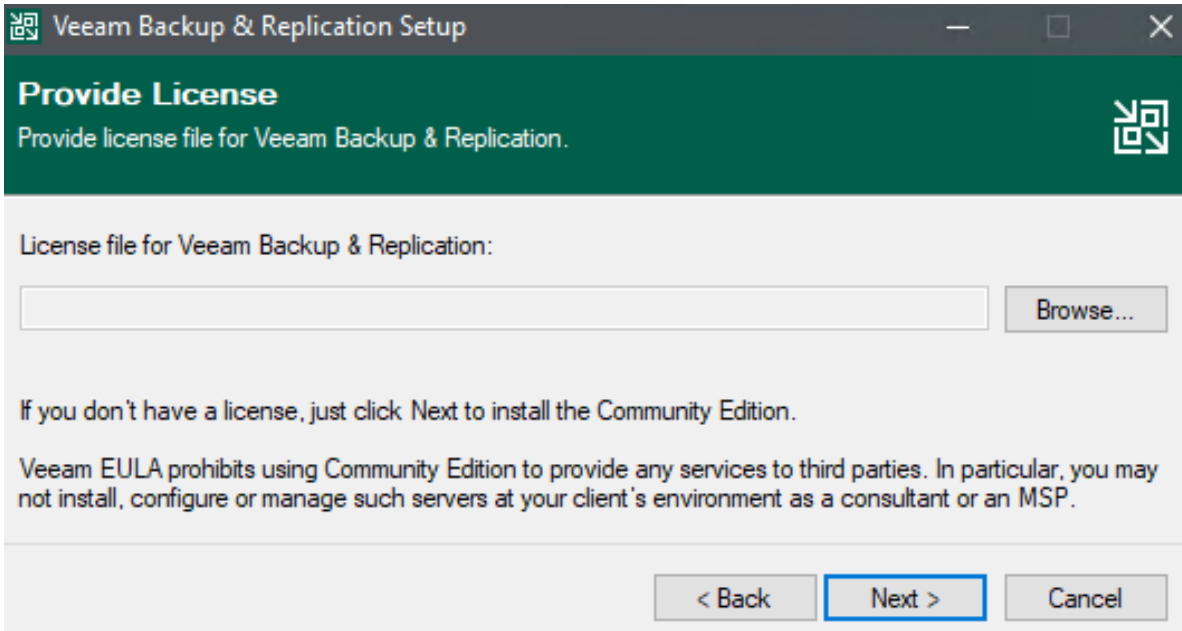 Veeam Backup & Replication Setup
Provide License
Provide license file for Veeam Backup & Replication.
License file for Veeam Backup & Replication:
Browse...
If you don't have a license, just click Next to install the Community Edition.
Veeam EULA prohibits using Community Edition to provide any services to third parties. In particular, you may
not install, configure or manage such servers at your client's environment as a consultant or an MSP.
< Back Next > Cancel